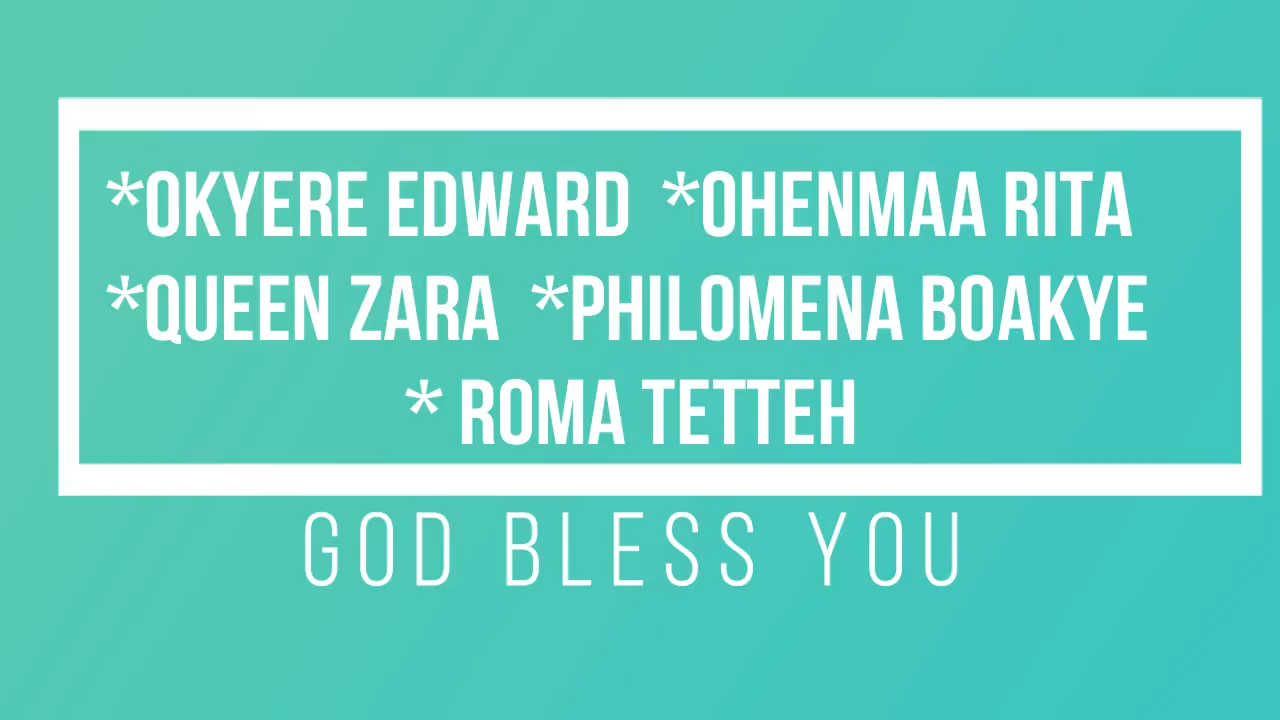 *OKYERE EDWARD *OHENMAA RITA
*QUEEN ZARA *PHILOMENA BOAKYE
* ROMA TETTEH
GOD BLESS YOU